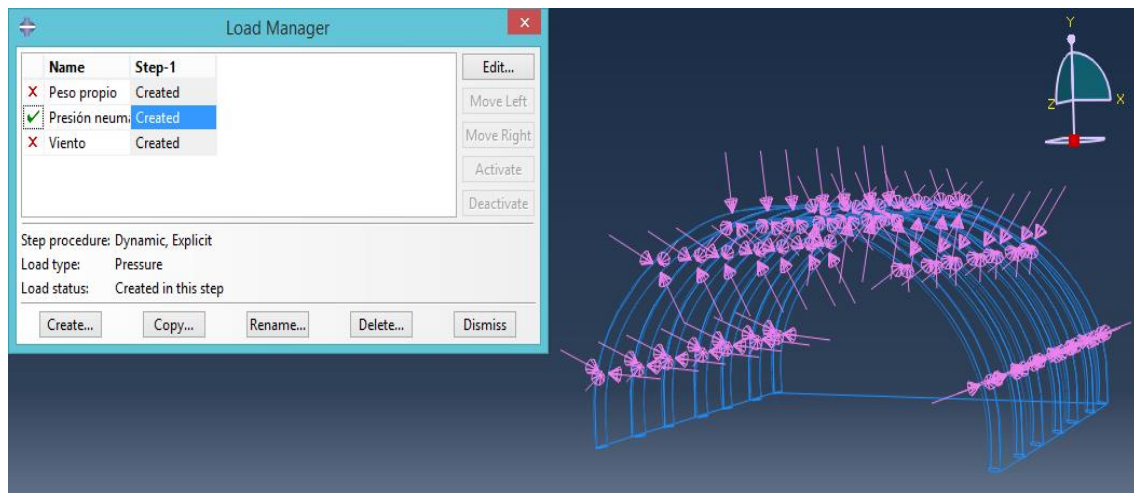 Load Manager
x
Name Step-1
X Peso propio Created
✓ Presión neum Created
X Viento Created
Edit...
Move Left
Move Right
Activate
Deactivate
Step procedure: Dynamic, Explicit
Load type: Pressure
Load status: Created in this step
Create... Copy... Rename... Delete... Dismiss
Y
Z X